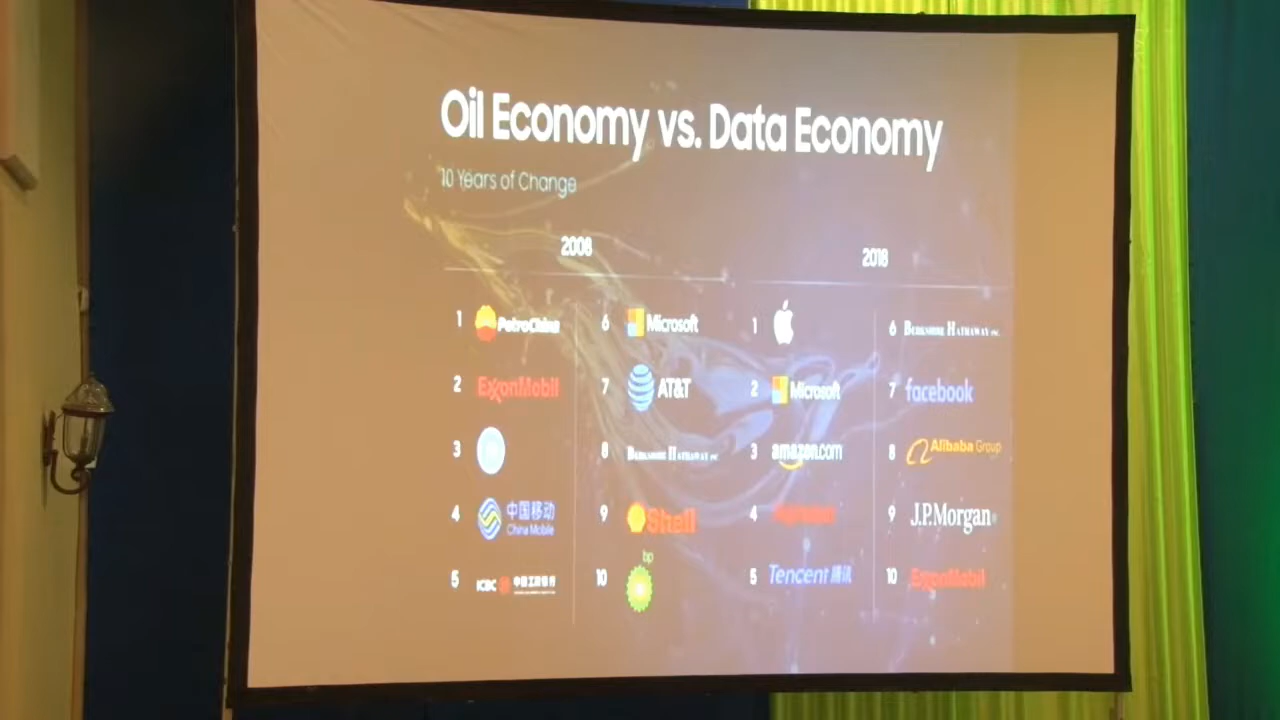 Oil Economy vs. Data Economy
10 Years of Change
2008
1 PetroChina
2 ExxonMobil
3
4 中国移动
China Mobile
5 ICBC 中国工商银行
6 Microsoft
7 AT&T
8 BERKSHIRE HATHAWAY INC.
9 Shell
10 bp
2018
1
2 Microsoft
3 amazon.com
4
5 Tencent 腾讯
6 BERKSHIRE HATHAWAY INC.
7 facebook
8 Alibaba Group
9 J.P.Morgan
10 ExxonMobil